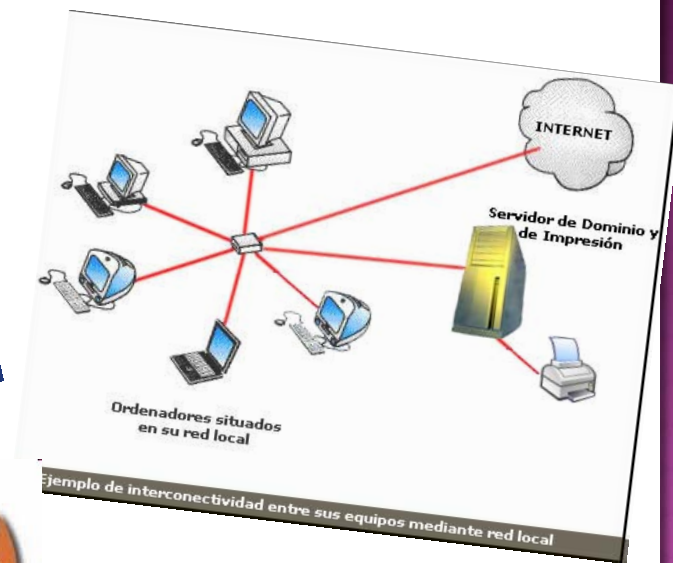 INTERNET
Servidor de Dominio y
de Impresión
Ordenadores situados
en su red local
Ejemplo de interconectividad entre sus equipos mediante red local